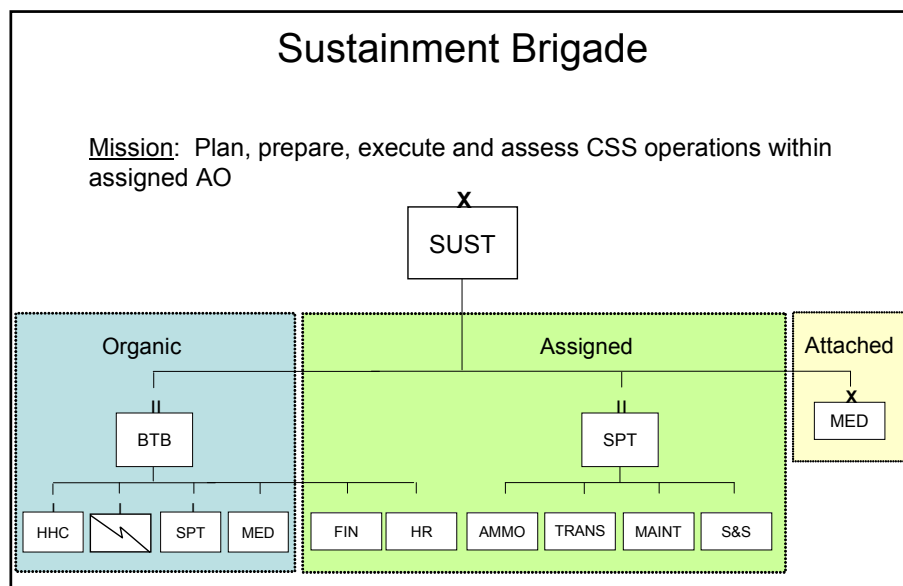 Sustainment Brigade
Mission: Plan, prepare, execute and assess CSS operations within
assigned AO
X
SUST
Organic
Assigned
Attached
II
II
X
BTB
SPT
MED
I
I
I
HHC
SPT
MED
FIN
HR
AMMO
TRANS
MAINT
S&S